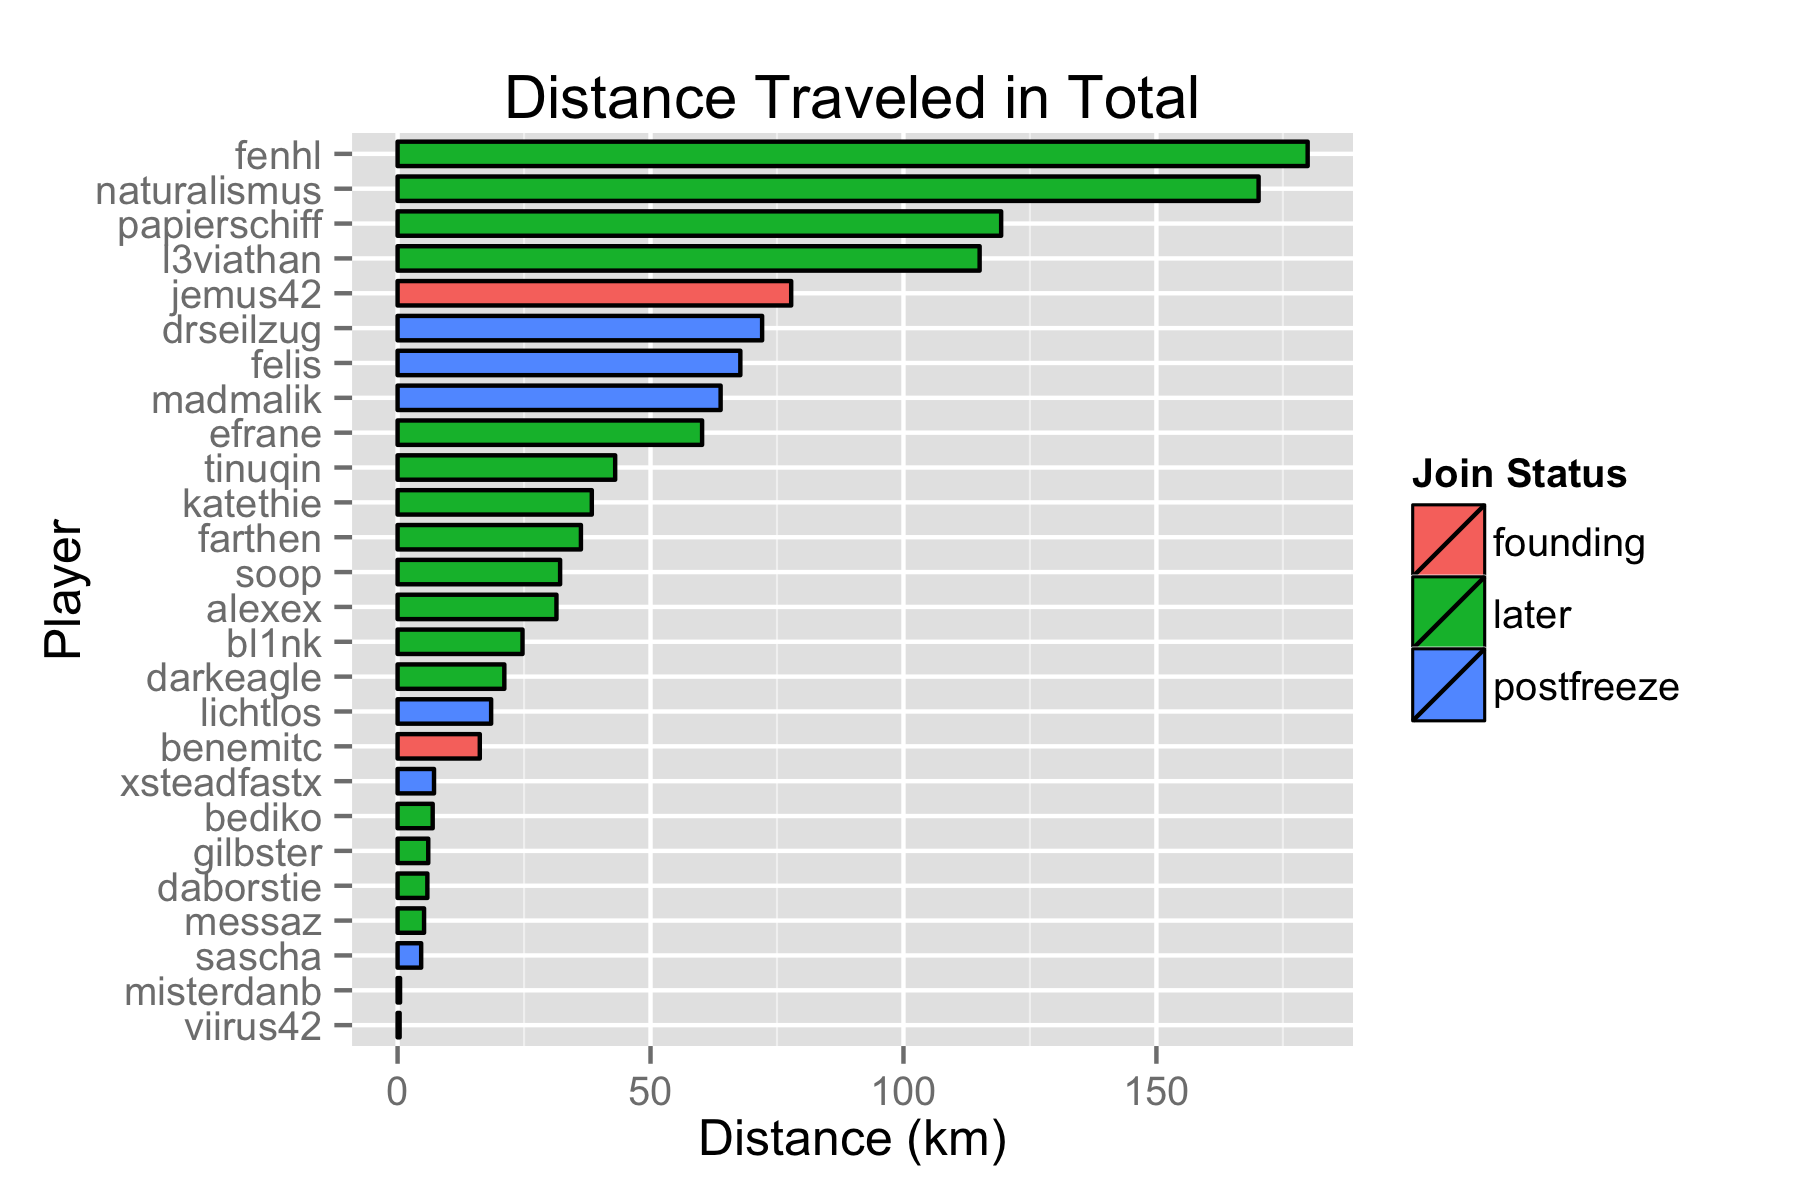 Distance Traveled in Total
fenhl
naturalismus
papierschiff
l3viathan
jemus42
drseilzug
felis
madmalik
efrane
tinuqin
katethie
farthen
soop
alexex
bl1nk
darkeagle
lichtlos
benemitc
xsteadfastx
bediko
gilbster
daborstie
messaz
sascha
misterdanb
viirus42
Player
0 50 100 150
Distance (km)
Join Status
founding
later
postfreeze